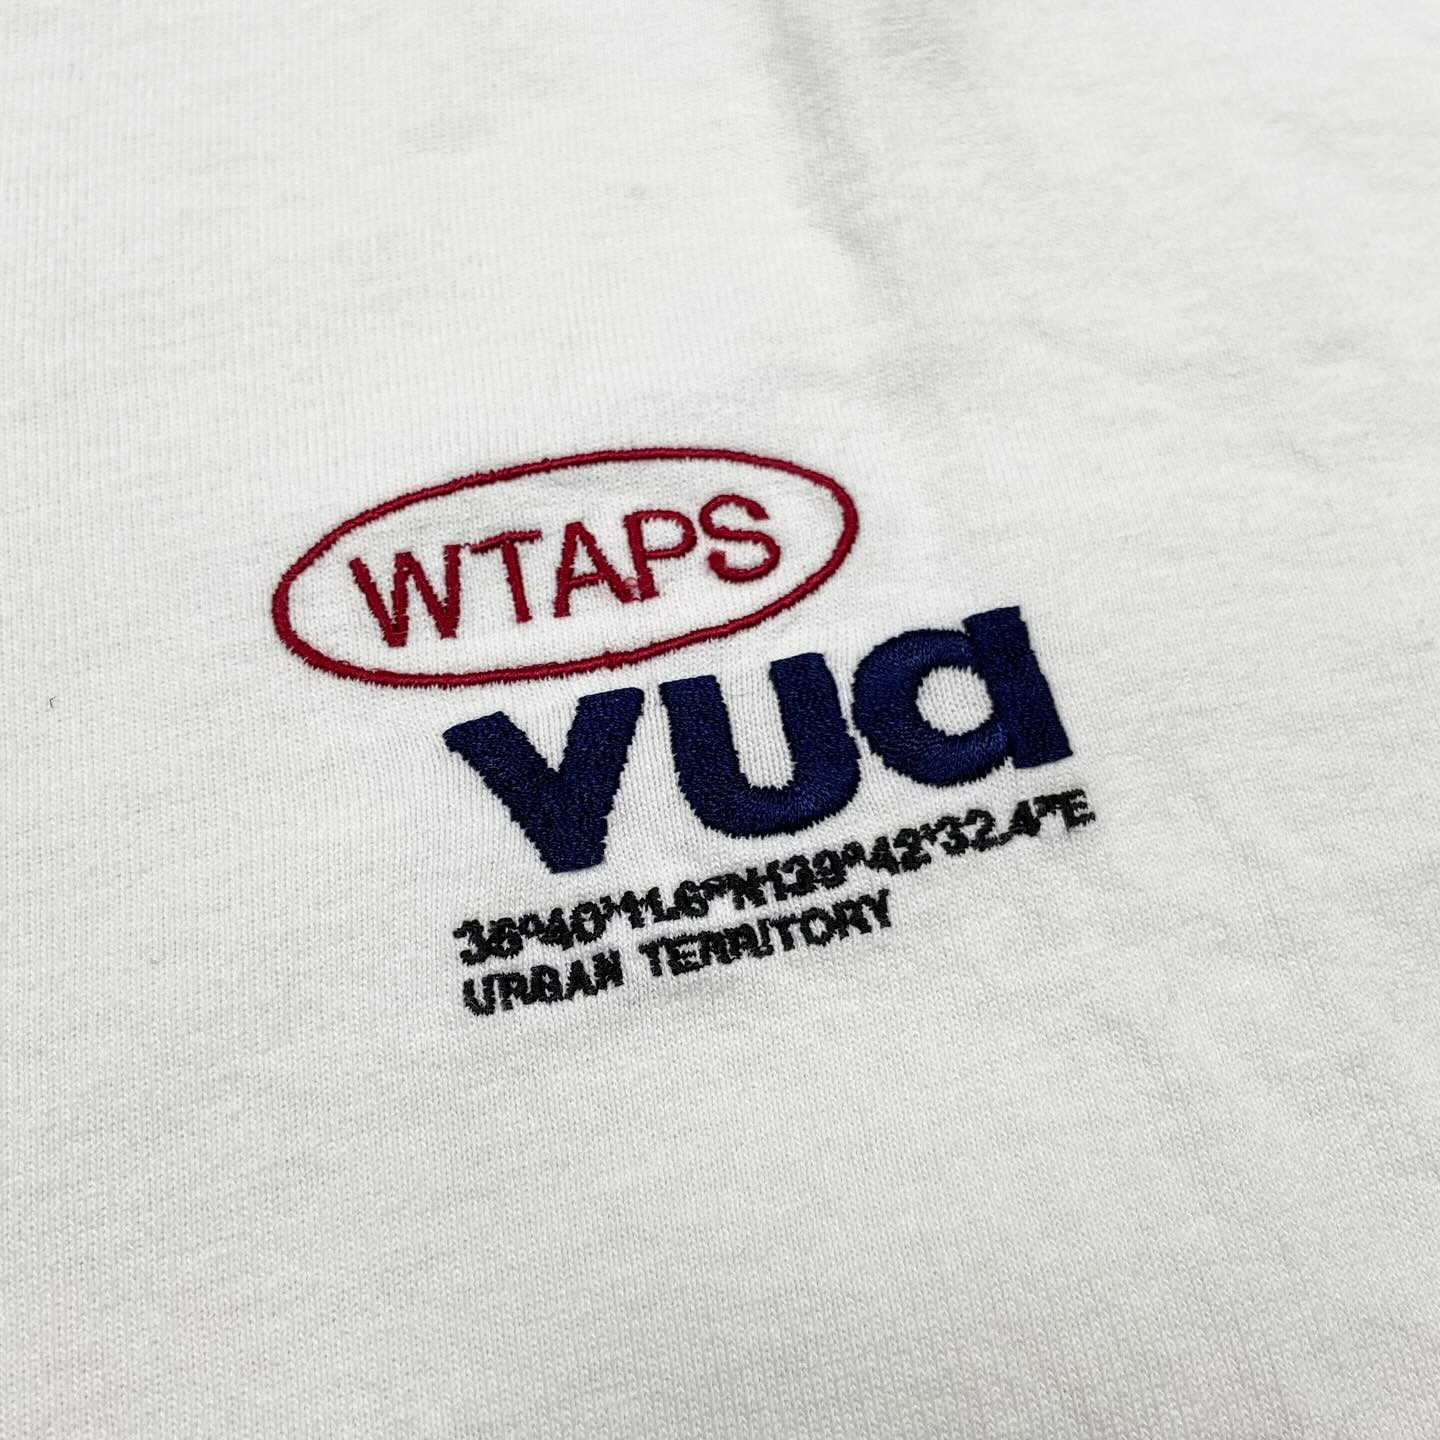 WTAPS
vua
36°40'11.6"N139°42'32.4"E
URBAN TERRITORY